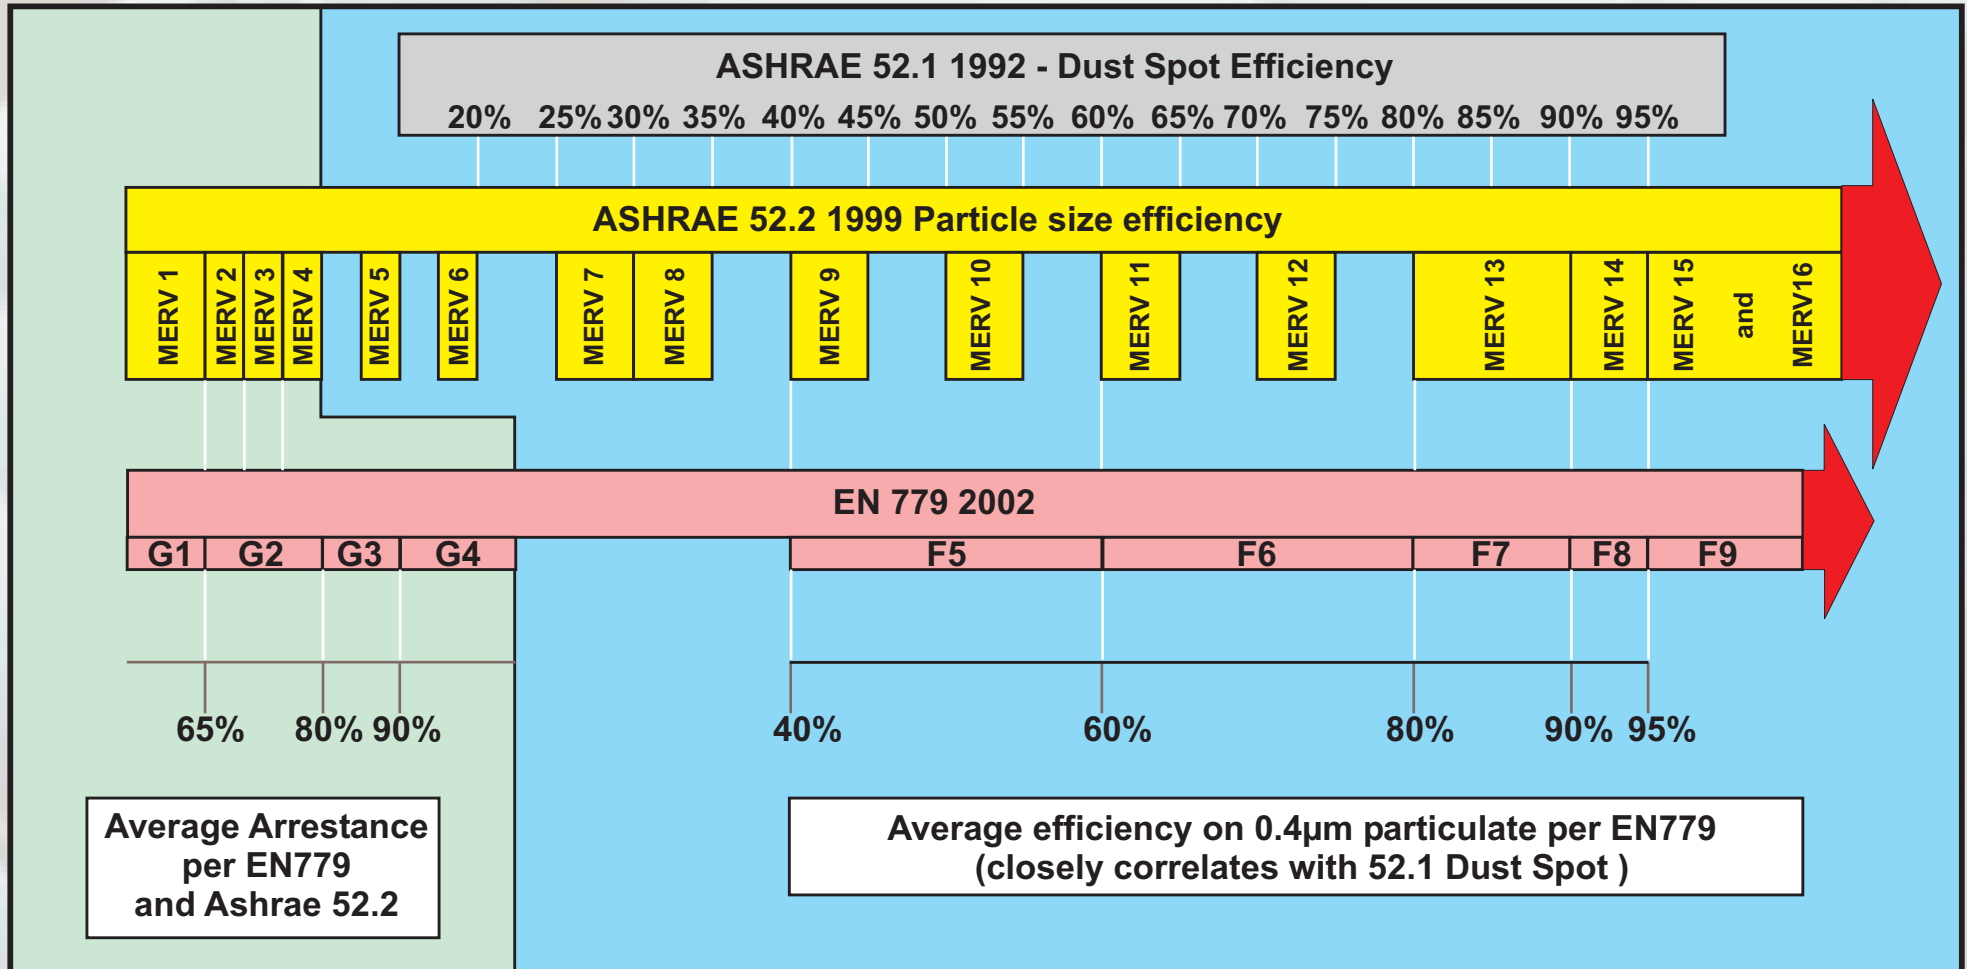 ASHRAE 52.1 1992 - Dust Spot Efficiency
20% 25% 30% 35% 40% 45% 50% 55% 60% 65% 70% 75% 80% 85% 90% 95%
ASHRAE 52.2 1999 Particle size efficiency
MERV 1
MERV 2
MERV 3
MERV 4
MERV 5
MERV 6
MERV 7
MERV 8
MERV 9
MERV 10
MERV 11
MERV 12
MERV 13
MERV 14
MERV 15
and
MERV16
EN 779 2002
G1 G2 G3 G4 F5 F6 F7 F8 F9
65% 80% 90% 40% 60% 80% 90% 95%
Average Arrestance
per EN779
and Ashrae 52.2
Average efficiency on 0.4µm particulate per EN779
(closely correlates with 52.1 Dust Spot )